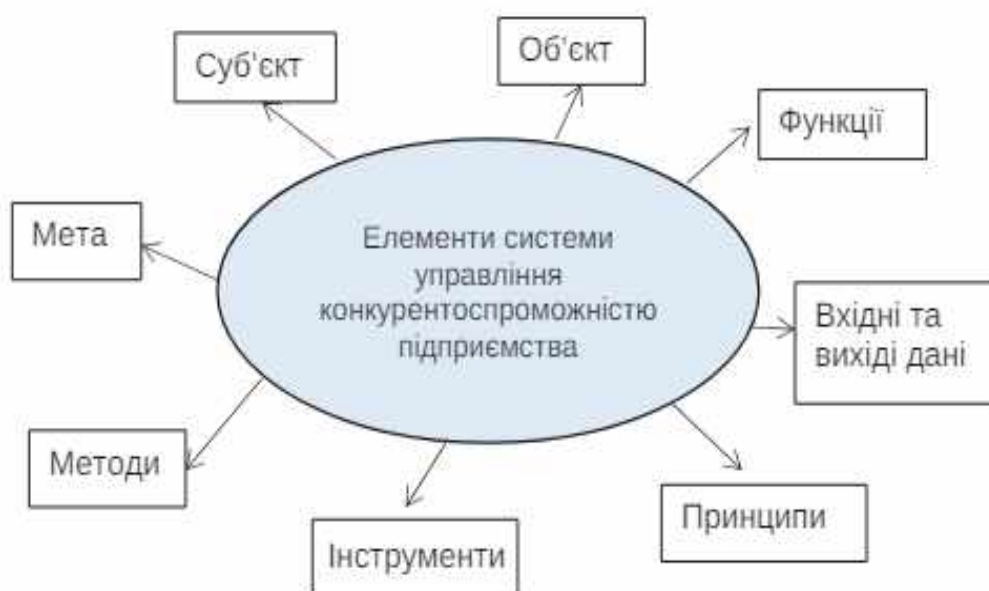 Суб'єкт
Об'єкт
Функції
Мета
Елементи системи
управління
конкурентоспроможністю
підприємства
Вхідні та
вихіді дані
Методи
Інструменти
Принципи